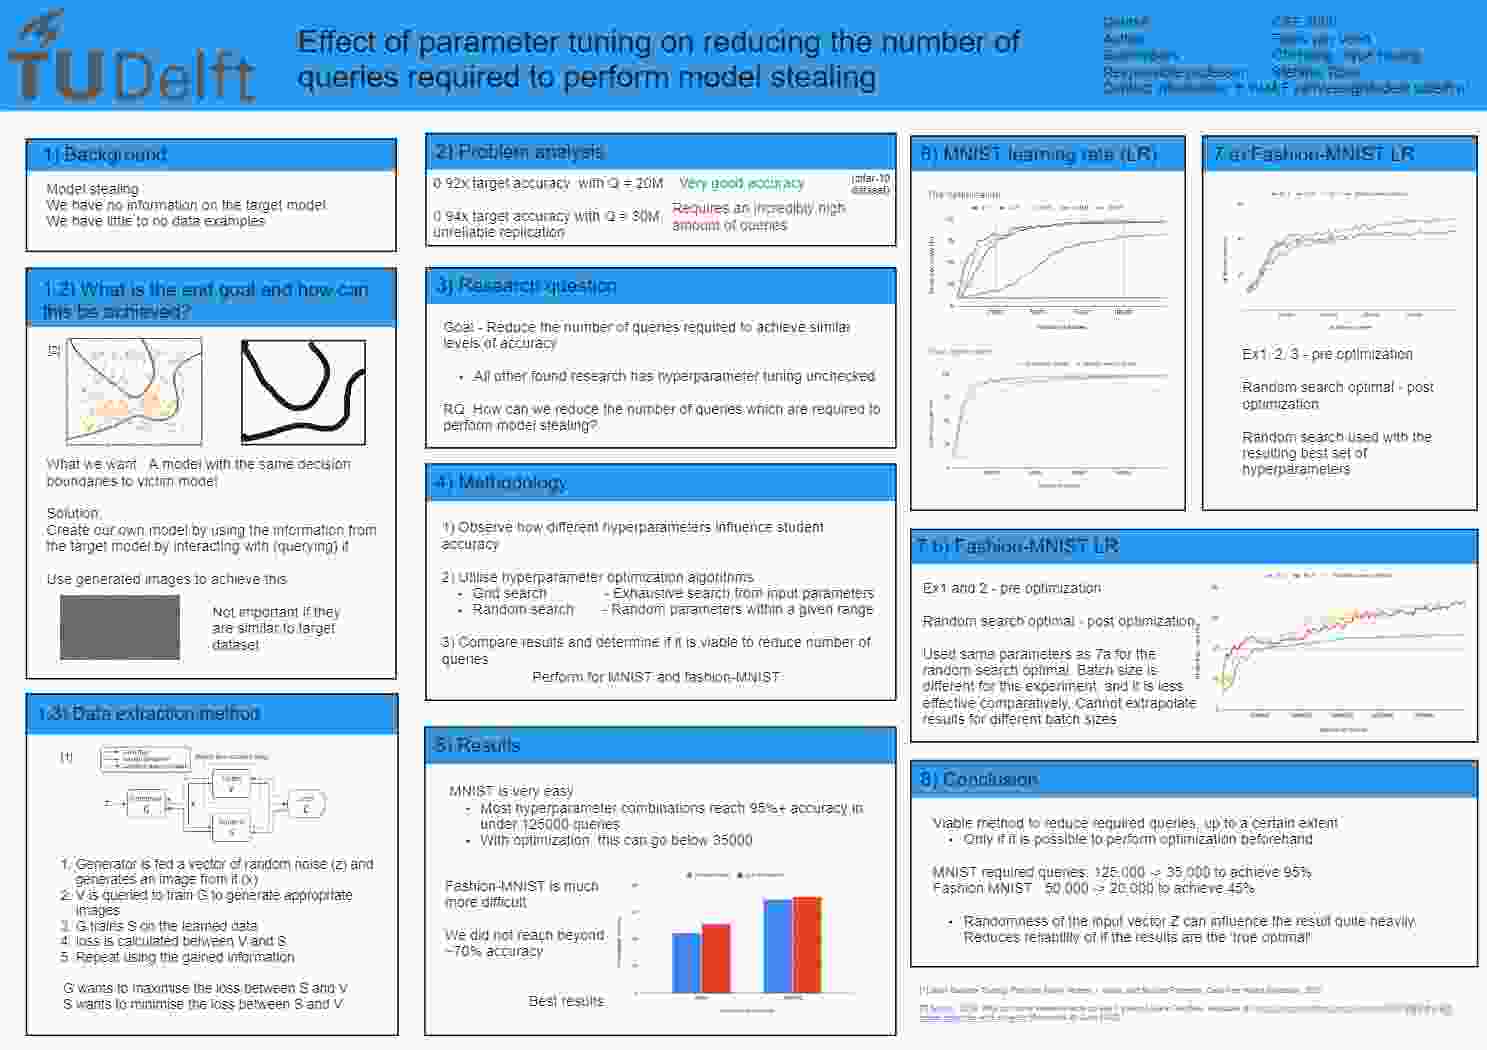 TU Delft
Effect of parameter tuning on reducing the number of
queries required to perform model stealing
1) Background
Model stealing
We have no information on the target model
We have little to no data examples
1.2) What is the end goal and how can
this be achieved?
[2]
What we want: A model with the same decision
boundaries to victim model
Solution:
Create our own model by using the information from
the target model by interacting with (querying) it
Use generated images to achieve this
Not important if they
are similar to target
dataset
1.3) Data extraction method
[1]
1. Generator is fed a vector of random noise (z) and
generates an image from it (x)
2. V is queried to train G to generate appropriate
images
3. G trains S on the learned data
4. loss is calculated between V and S
5. Repeat using the gained information
G wants to maximise the loss between S and V
S wants to minimise the loss between S and V
2) Problem analysis
0.92x target accuracy with Q = 20M Very good accuracy (cifar-10
dataset)
0.94x target accuracy with Q = 30M
unreliable replication
Requires an incredibly high
amount of queries
3) Research question
Goal - Reduce the number of queries required to achieve similar
levels of accuracy
• All other found research has hyperparameter tuning unchecked
RQ: How can we reduce the number of queries which are required to
perform model stealing?
4) Methodology
1) Observe how different hyperparameters influence student
accuracy
2) Utilise hyperparameter optimization algorithms
• Grid search - Exhaustive search from input parameters
• Random search - Random parameters within a given range
3) Compare results and determine if it is viable to reduce number of
queries
Perform for MNIST and fashion-MNIST
5) Results
MNIST is very easy
• Most hyperparameter combinations reach 95%+ accuracy in
under 125000 queries
• With optimization, this can go below 35000
Fashion-MNIST is much
more difficult
We did not reach beyond
~70% accuracy
Best results
6) MNIST learning rate (LR)
7.a) Fashion-MNIST LR
Ex1, 2, 3 - pre optimization
Random search optimal - post
optimization
Random search used with the
resulting best set of
hyperparameters
7.b) Fashion-MNIST LR
Ex1 and 2 - pre optimization
Random search optimal - post optimization
Used same parameters as 7a for the
random search optimal. Batch size is
different for this experiment, and it is less
effective comparatively. Cannot extrapolate
results for different batch sizes
8) Conclusion
Viable method to reduce required queries, up to a certain extent
• Only if it is possible to perform optimization beforehand
MNIST required queries: 125,000 -> 35,000 to achieve 95%
Fashion MNIST: 50,000 -> 20,000 to achieve 45%
• Randomness of the input vector Z can influence the result quite heavily.
Reduces reliability of if the results are the 'true optimal'